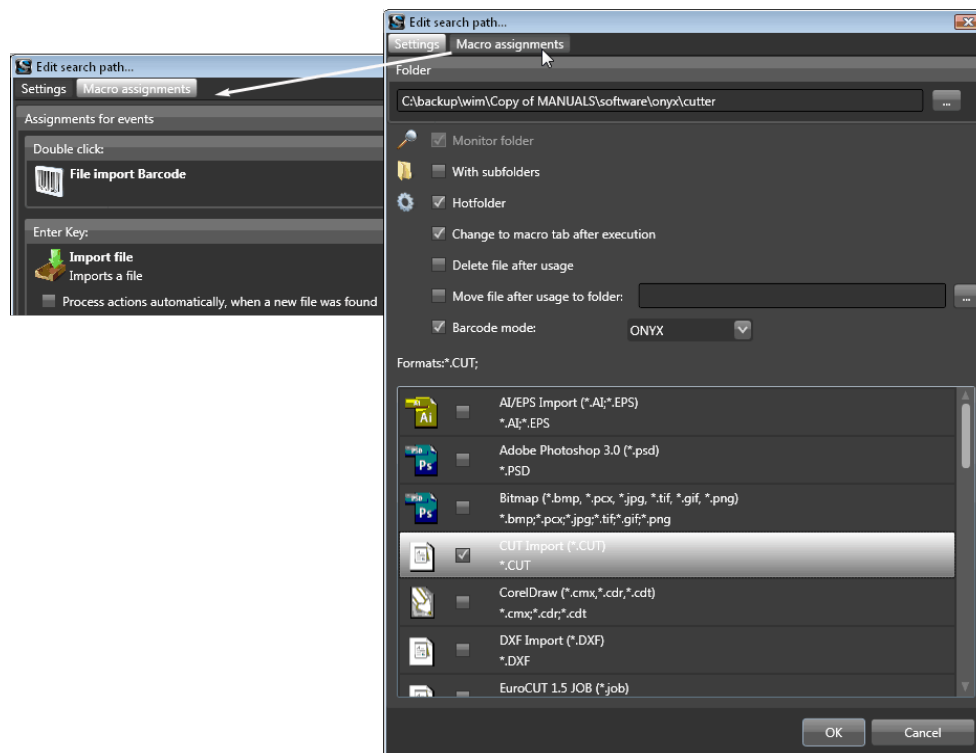 Edit search path...
Settings Macro assignments
Assignments for events
Double click:
File import Barcode
Enter Key:
Import file
Imports a file
Process actions automatically, when a new file was found
Edit search path...
Settings Macro assignments
Folder
C:\backup\wim\Copy of MANUALS\software\onyx\cutter ...
Monitor folder
With subfolders
Hotfolder
Change to macro tab after execution
Delete file after usage
Move file after usage to folder: ...
Barcode mode: ONYX
Formats:*.CUT;
AI/EPS Import (*.AI;*.EPS)
*.AI;*.EPS
Ai
Adobe Photoshop 3.0 (*.psd)
*.PSD
Ps
Bitmap (*.bmp, *.pcx, *.jpg, *.tif, *.gif, *.png)
*.bmp;*.pcx;*.jpg;*.tif;*.gif;*.png
Ps
CUT Import (*.CUT)
*.CUT
CorelDraw (*.cmx,*.cdr,*.cdt)
*.cmx;*.cdr;*.cdt
DXF Import (*.DXF)
*.DXF
EuroCUT 1.5 JOB (*.job)
OK Cancel